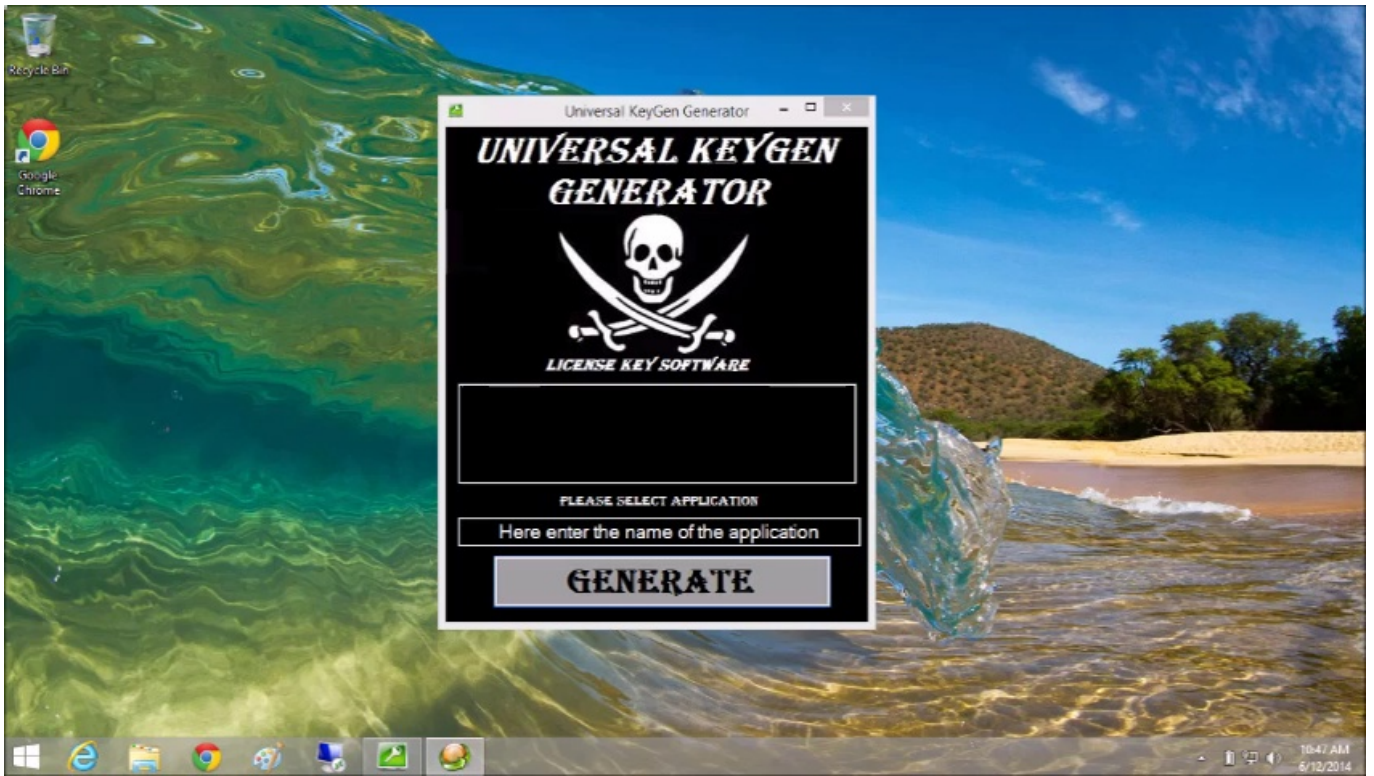 Recycle Bin
Google
Chrome
Universal KeyGen Generator
UNIVERSAL KEYGEN
GENERATOR
LICENSE KEY SOFTWARE
PLEASE SELECT APPLICATION
Here enter the name of the application
GENERATE
10:47 AM
6/12/2014